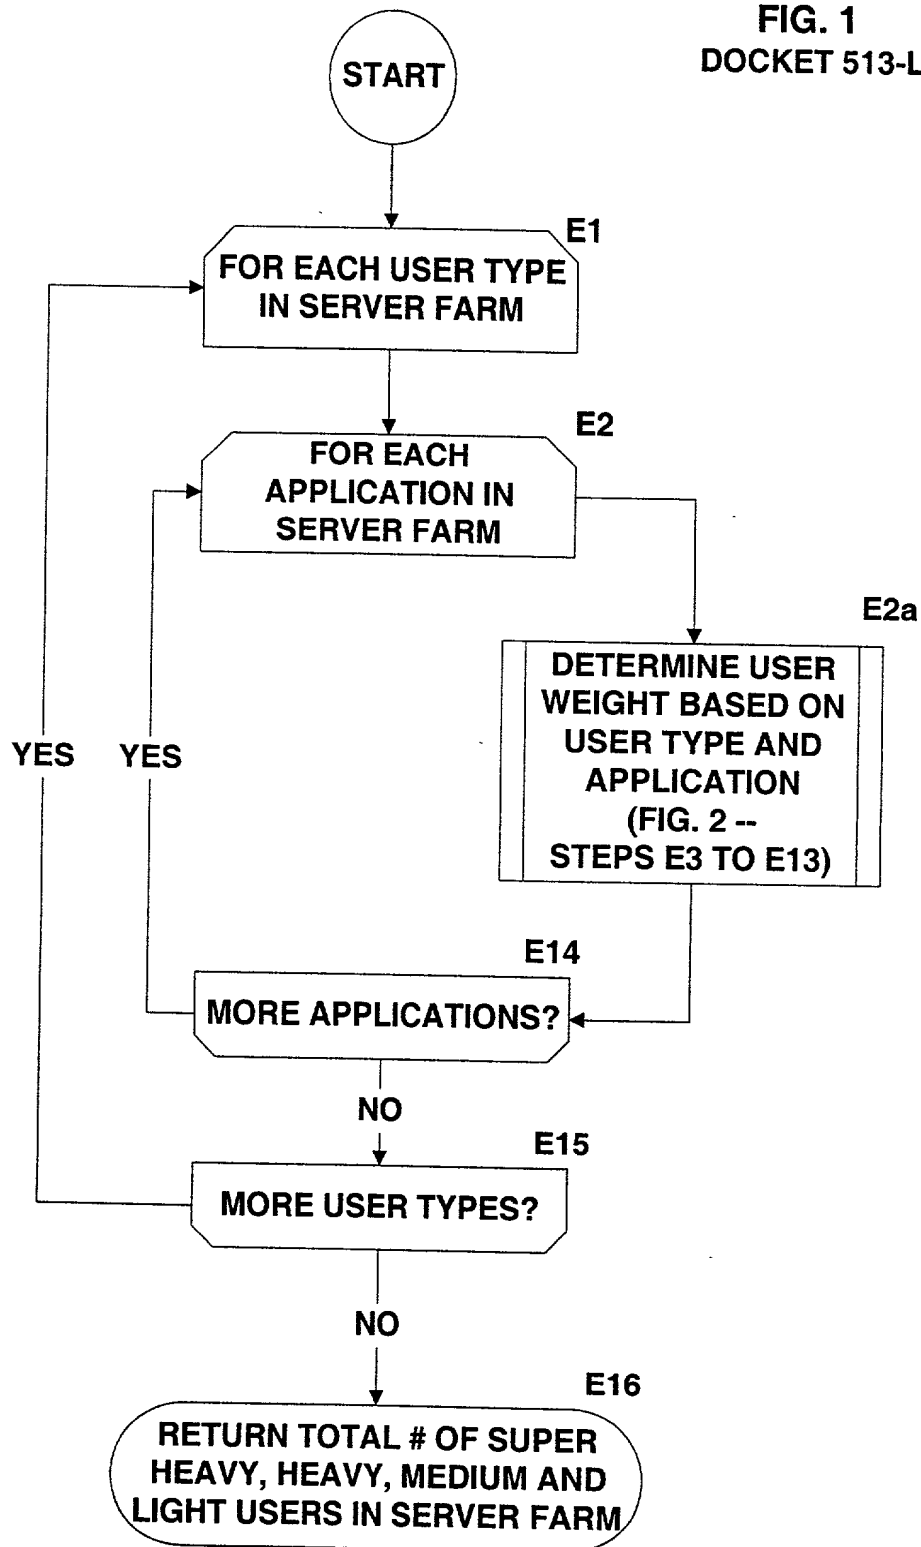 FIG. 1
DOCKET 513-L
START
E1
FOR EACH USER TYPE
IN SERVER FARM
E2
FOR EACH
APPLICATION IN
SERVER FARM
E2a
DETERMINE USER
WEIGHT BASED ON
USER TYPE AND
APPLICATION
(FIG. 2 --
STEPS E3 TO E13)
YES
YES
E14
MORE APPLICATIONS?
NO
E15
MORE USER TYPES?
NO
E16
RETURN TOTAL # OF SUPER
HEAVY, HEAVY, MEDIUM AND
LIGHT USERS IN SERVER FARM